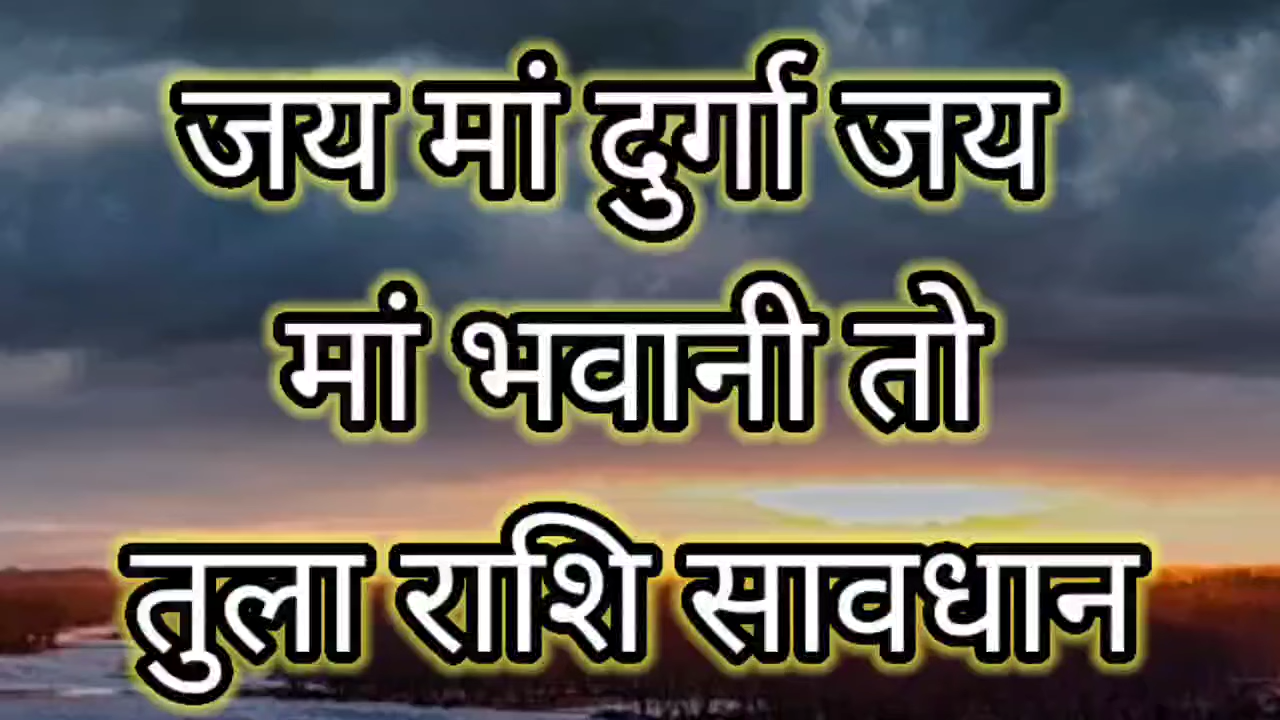 जय मां दुर्गा जय
मां भवानी तो
तुला राशि सावधान